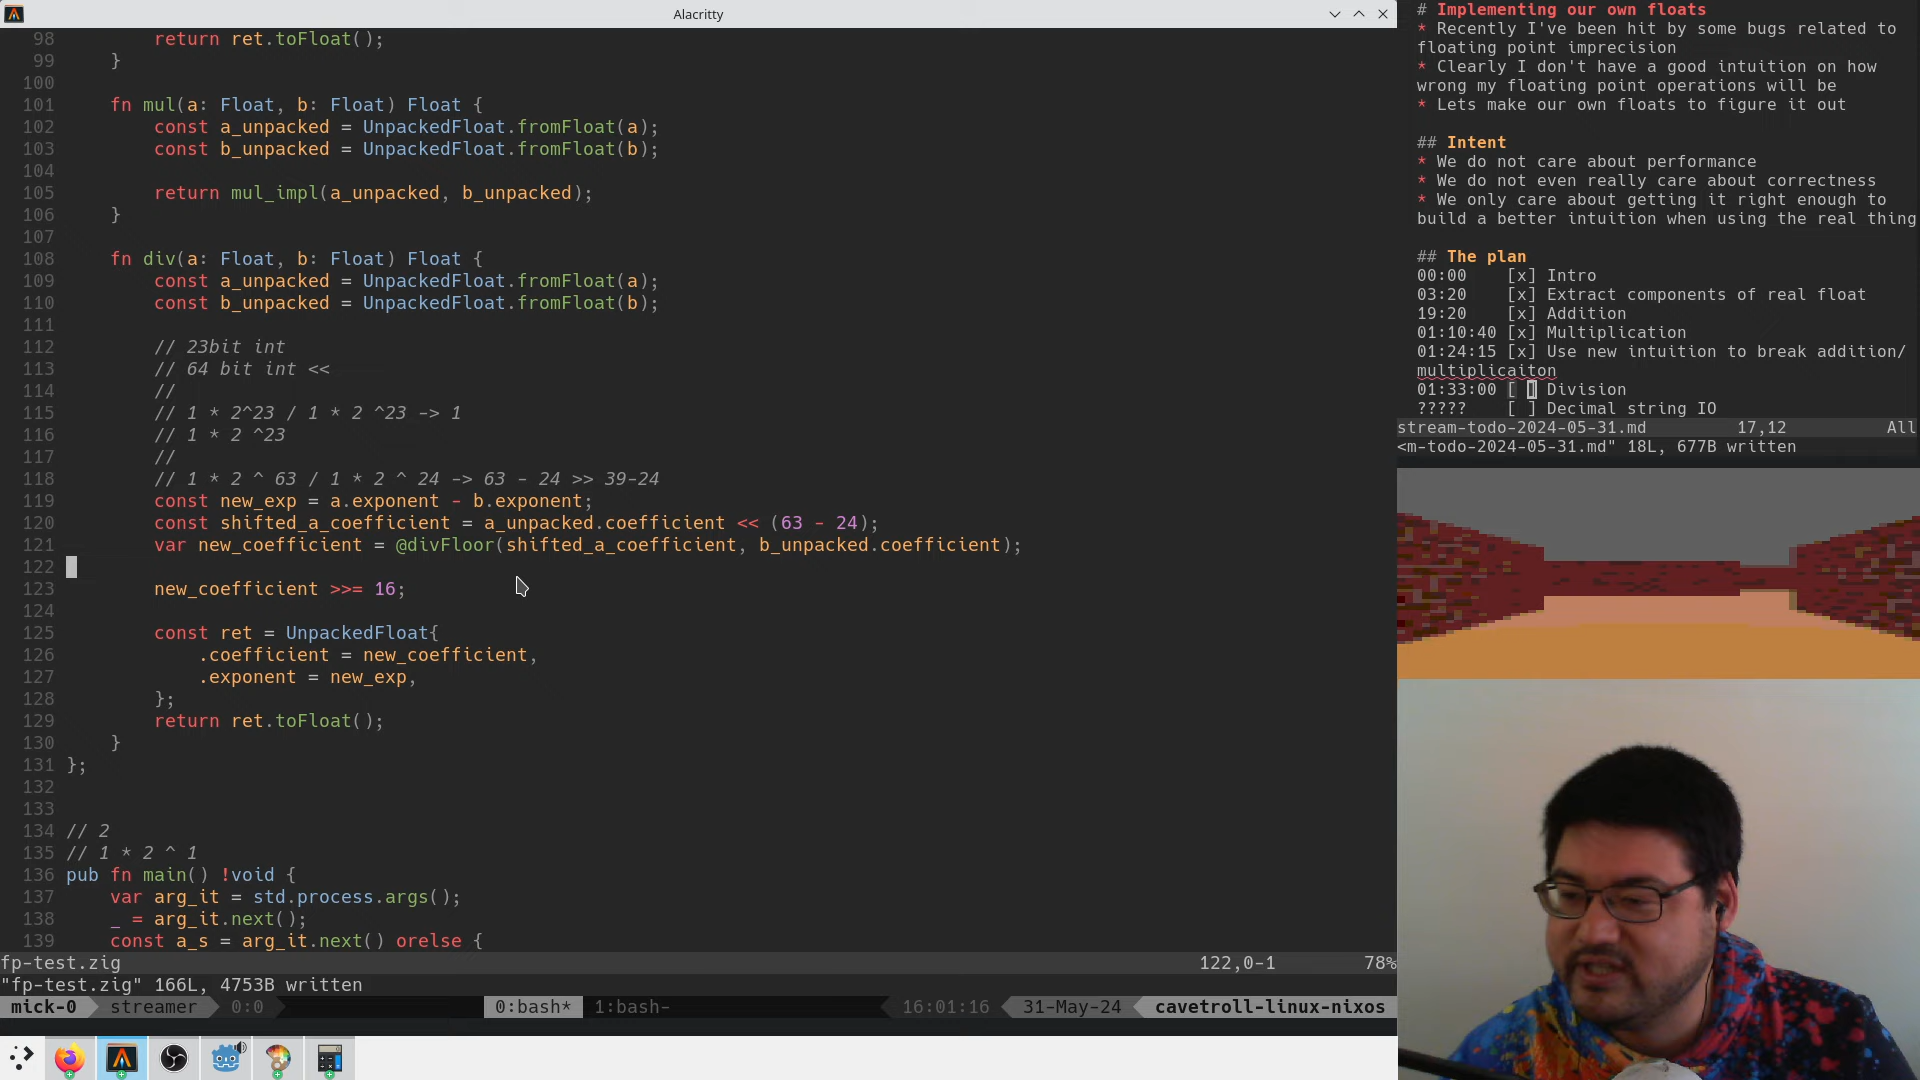 Alacritty
98 return ret.toFloat();
99 }
100
101 fn mul(a: Float, b: Float) Float {
102 const a_unpacked = UnpackedFloat.fromFloat(a);
103 const b_unpacked = UnpackedFloat.fromFloat(b);
104
105 return mul_impl(a_unpacked, b_unpacked);
106 }
107
108 fn div(a: Float, b: Float) Float {
109 const a_unpacked = UnpackedFloat.fromFloat(a);
110 const b_unpacked = UnpackedFloat.fromFloat(b);
111
112 // 23bit int
113 // 64 bit int <<
114 //
115 // 1 * 2^23 / 1 * 2 ^23 -> 1
116 // 1 * 2 ^23
117 //
118 // 1 * 2 ^ 63 / 1 * 2 ^ 24 -> 63 - 24 >> 39-24
119 const new_exp = a.exponent - b.exponent;
120 const shifted_a_coefficient = a_unpacked.coefficient << (63 - 24);
121 var new_coefficient = @divFloor(shifted_a_coefficient, b_unpacked.coefficient);
122
123 new_coefficient >>= 16;
124
125 const ret = UnpackedFloat{
126 .coefficient = new_coefficient,
127 .exponent = new_exp,
128 };
129 return ret.toFloat();
130 }
131 };
132
133
134 // 2
135 // 1 * 2 ^ 1
136 pub fn main() !void {
137 var arg_it = std.process.args();
138 _ = arg_it.next();
139 const a_s = arg_it.next() orelse {
fp-test.zig 122,0-1 78%
"fp-test.zig" 166L, 4753B written
mick-0 streamer 0:0 0:bash* 1:bash- 16:01:16 31-May-24 cavetroll-linux-nixos
# Implementing our own floats
* Recently I've been hit by some bugs related to
floating point imprecision
* Clearly I don't have a good intuition on how
wrong my floating point operations will be
* Lets make our own floats to figure it out

## Intent
* We do not care about performance
* We do not even really care about correctness
* We only care about getting it right enough to
build a better intuition when using the real thing

## The plan
00:00 [x] Intro
03:20 [x] Extract components of real float
19:20 [x] Addition
01:10:40 [x] Multiplication
01:24:15 [x] Use new intuition to break addition/
multiplicaiton
01:33:00 [ ] Division
????? [ ] Decimal string IO
stream-todo-2024-05-31.md 17,12 All
<m-todo-2024-05-31.md" 18L, 677B written